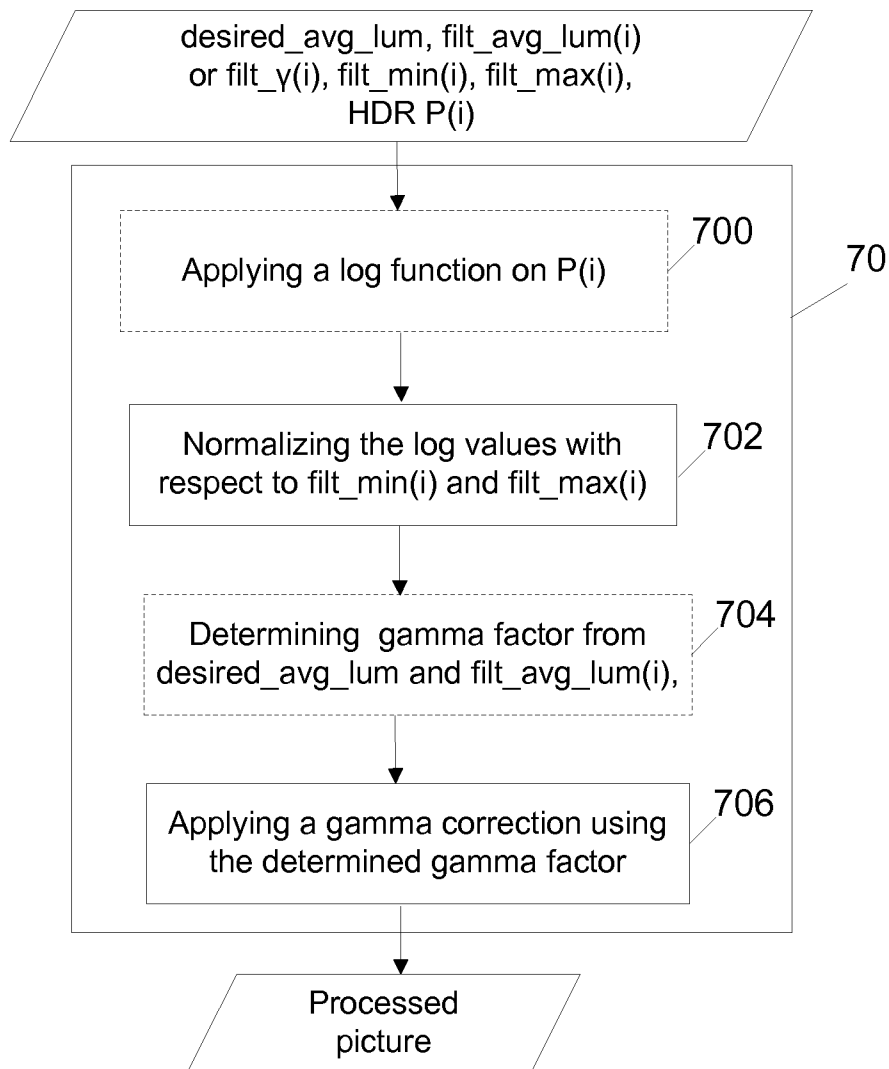 desired_avg_lum, filt_avg_lum(i)
or filt_γ(i), filt_min(i), filt_max(i),
HDR P(i)
700
70
Applying a log function on P(i)
702
Normalizing the log values with
respect to filt_min(i) and filt_max(i)
704
Determining gamma factor from
desired_avg_lum and filt_avg_lum(i),
706
Applying a gamma correction using
the determined gamma factor
Processed
picture